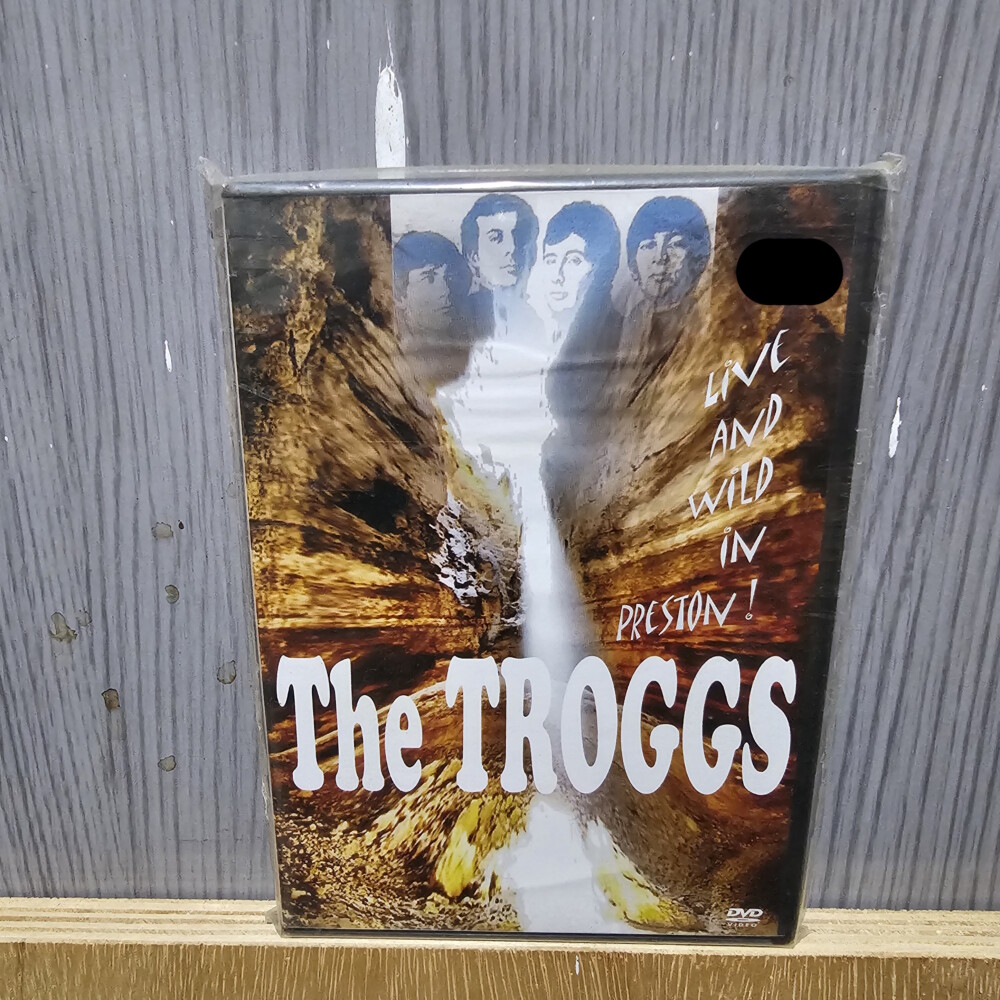 LiVE
AND
WiLD
iN
PRESTON!
The TROGGS
DVD
VIDEO